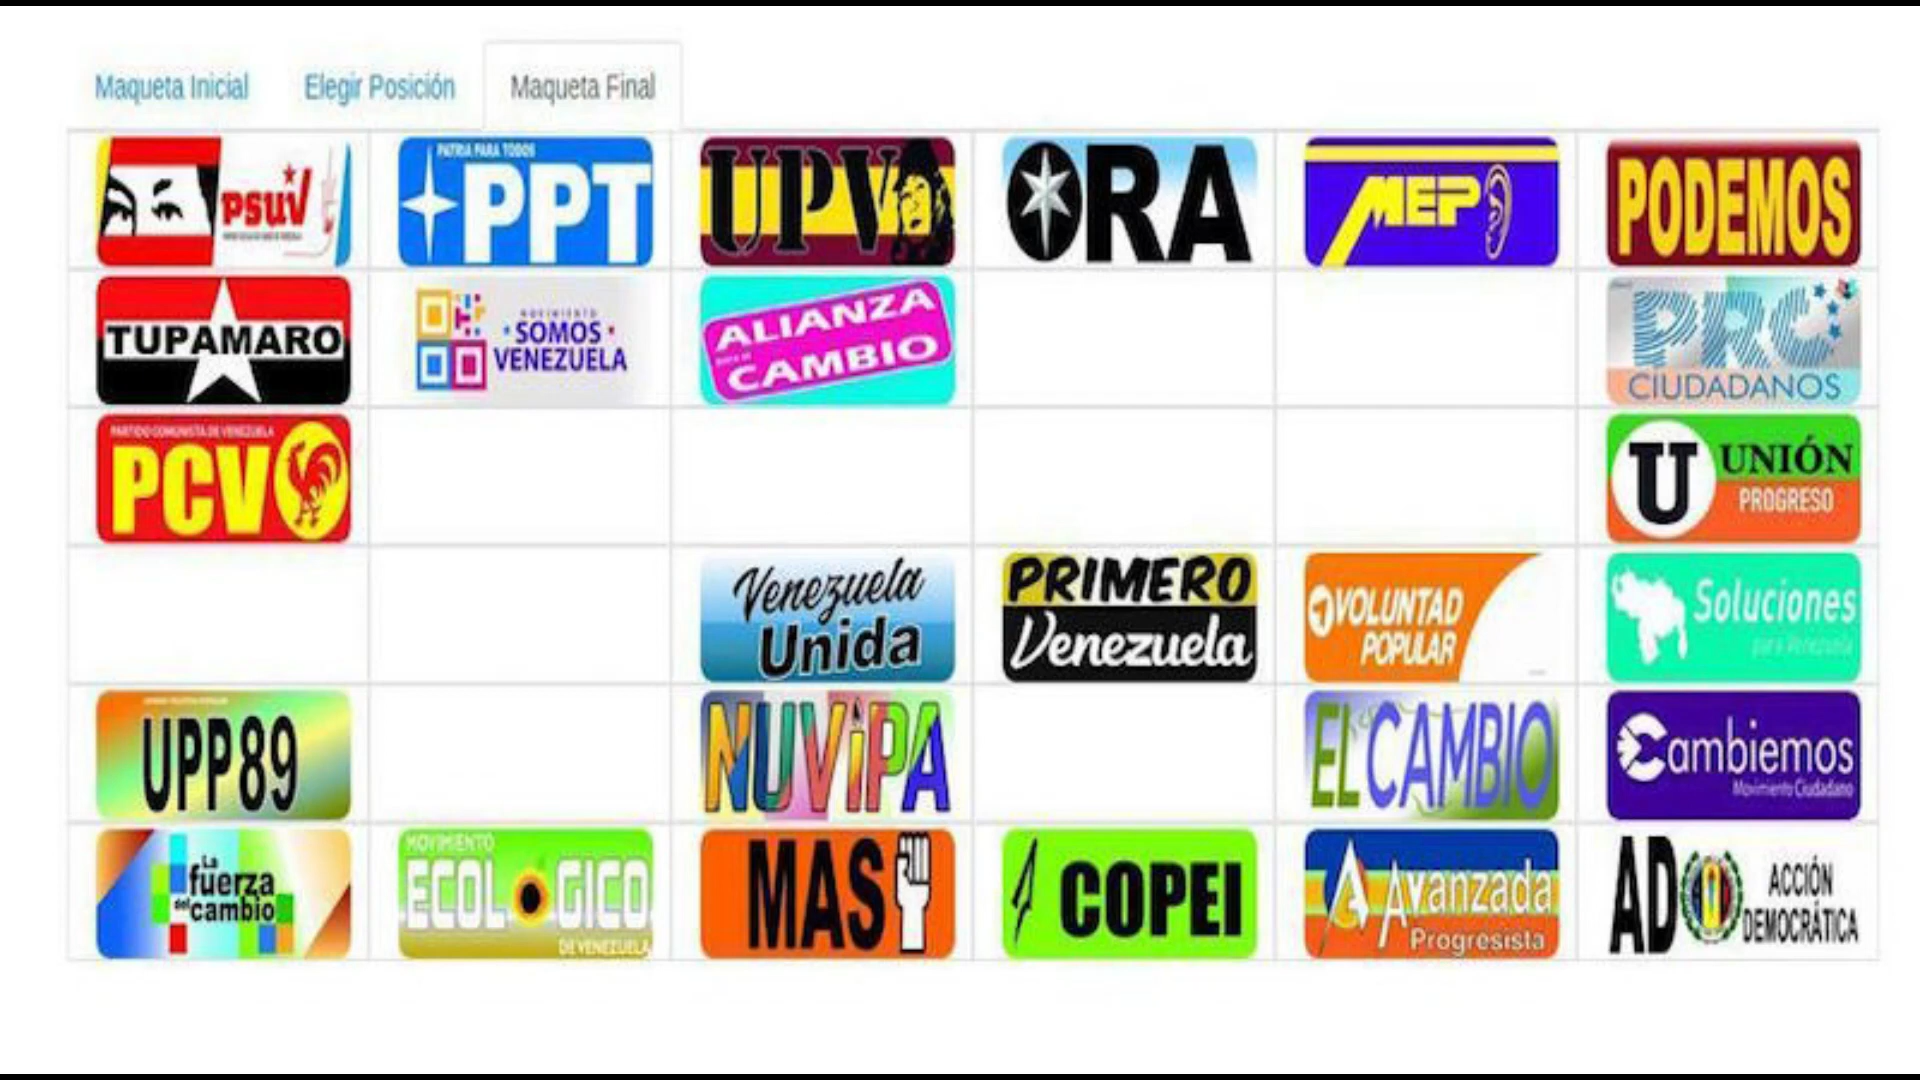 Maqueta Inicial
Elegir Posición
Maqueta Final
PSUV
PATRIA PARA TODOS
PPT
UPV
ORA
MEP
PODEMOS
TUPAMARO
MOVIMIENTO
SOMOS
VENEZUELA
ALIANZA
CAMBIO
PRC
CIUDADANOS
PARTIDO COMUNISTA DE VENEZUELA
PCV
U UNIÓN
PROGRESO
Venezuela
Unida
PRIMERO
Venezuela
VOLUNTAD
POPULAR
Soluciones
para Venezuela
UPP89
NUViPA
EL CAMBIO
Cambiemos
Movimiento Ciudadano
La
fuerza
del cambio
MOVIMIENTO
ECOLOGICO
DE VENEZUELA
MAS
COPEI
Avanzada
Progresista
AD
ACCIÓN
DEMOCRÁTICA